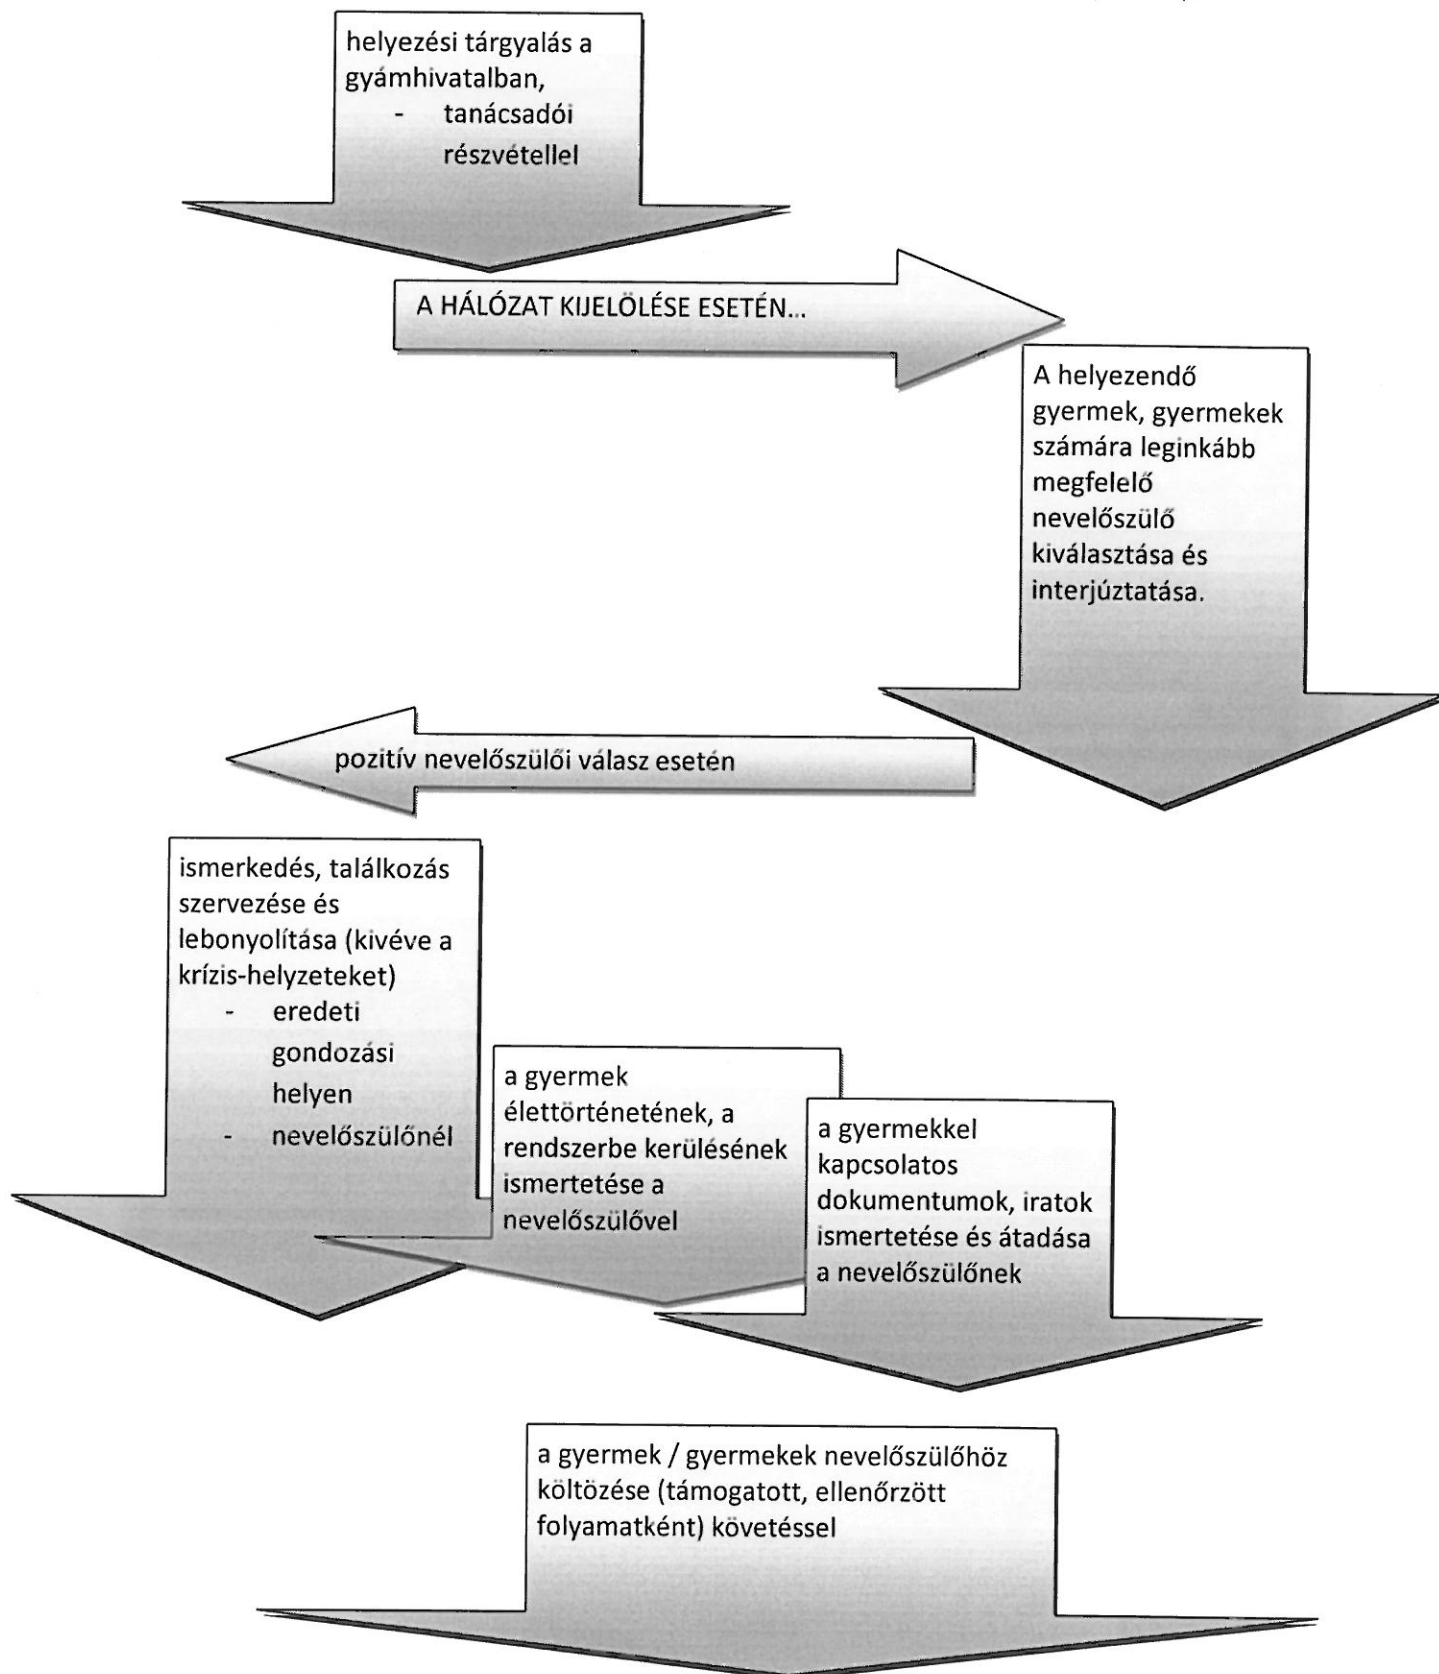 helyezési tárgyalás a
gyámhivatalban,
- tanácsadói
részvétellel
A HÁLÓZAT KIJELÖLÉSE ESETÉN...
A helyezendő
gyermek, gyermekek
számára leginkább
megfelelő
nevelőszülő
kiválasztása és
interjúztatása.
pozitív nevelőszülői válasz esetén
ismerkedés, találkozás
szervezése és
lebonyolítása (kivéve a
krízis-helyzeteket)
- eredeti
gondozási
helyen
- nevelőszülőnél
a gyermek
élettörténetének, a
rendszerbe kerülésének
ismertetése a
nevelőszülővel
a gyermekkel
kapcsolatos
dokumentumok, iratok
ismertetése és átadása
a nevelőszülőnek
a gyermek / gyermekek nevelőszülőhöz
költözése (támogatott, ellenőrzött
folyamatként) követéssel